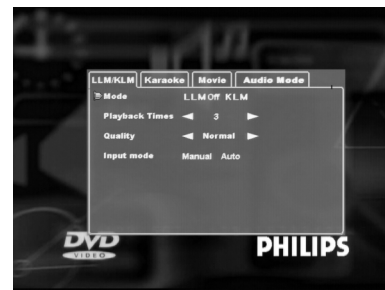 LLM/KLM Karaoke Movie Audio Mode
Mode LLM Off KLM
Playback Times 3
Quality Normal
Input mode Manual Auto
DVD VIDEO PHILIPS